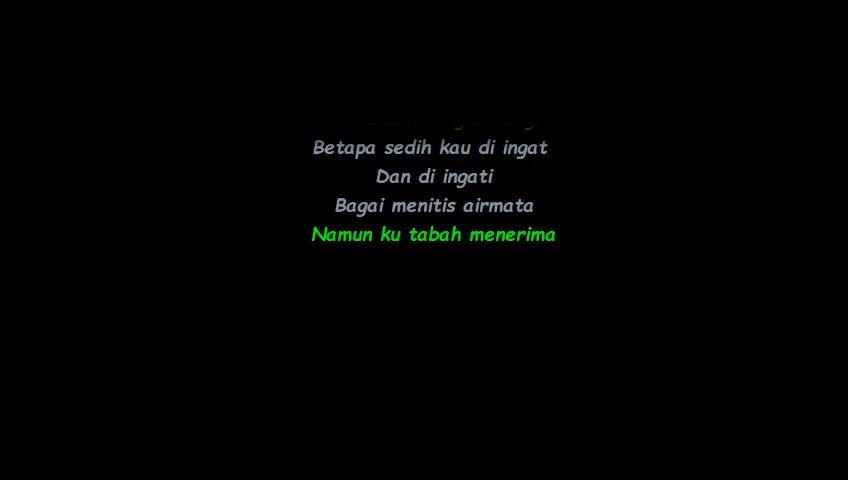 Betapa sedih kau di ingat
Dan di ingati
Bagai menitis airmata
Namun ku tabah menerima